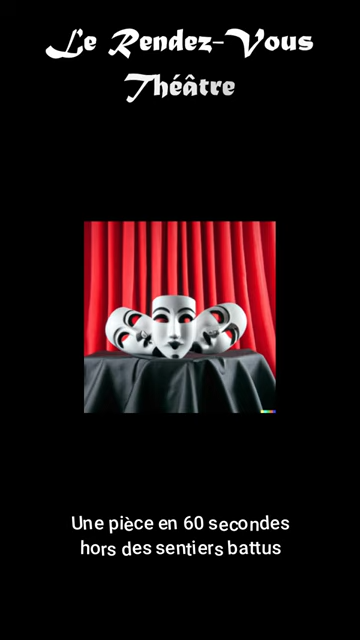 Le Rendez-Vous
Théâtre
Une pièce en 60 secondes
hors des sentiers battus